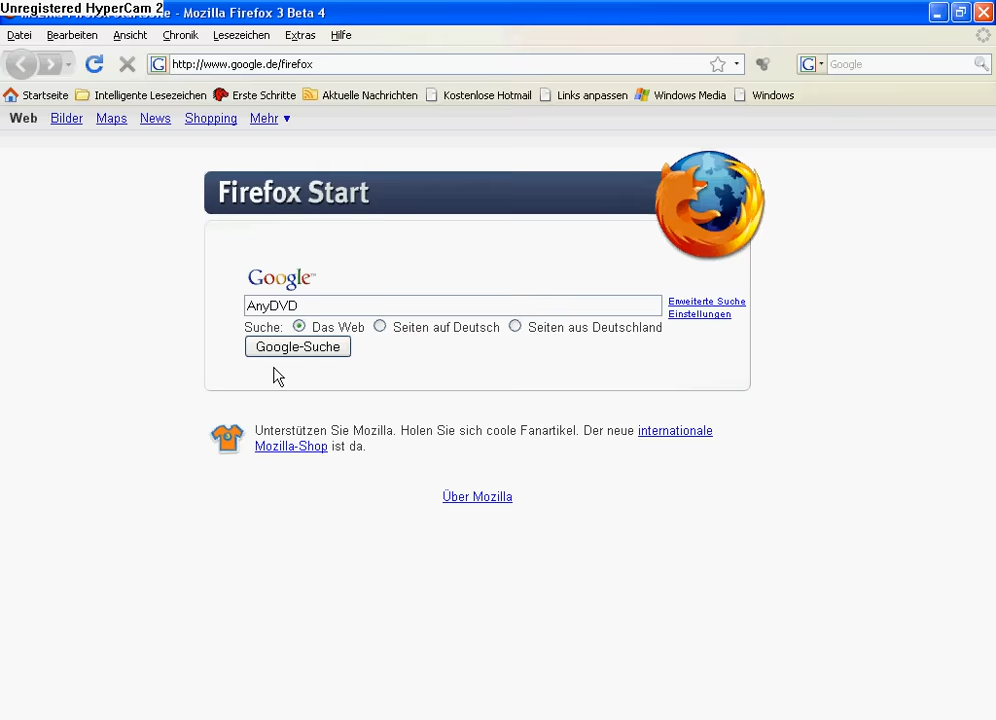 Unregistered HyperCam 2
Mozilla Firefox 3 Beta 4
Datei Bearbeiten Ansicht Chronik Lesezeichen Extras Hilfe
http://www.google.de/firefox Google
Startseite Intelligente Lesezeichen Erste Schritte Aktuelle Nachrichten Kostenlose Hotmail Links anpassen Windows Media Windows
Web Bilder Maps News Shopping Mehr ▼
Firefox Start
Google™
AnyDVD
Erweiterte Suche
Einstellungen
Suche: Das Web Seiten auf Deutsch Seiten aus Deutschland
Google-Suche
Unterstützen Sie Mozilla. Holen Sie sich coole Fanartikel. Der neue internationale
Mozilla-Shop ist da.
Über Mozilla